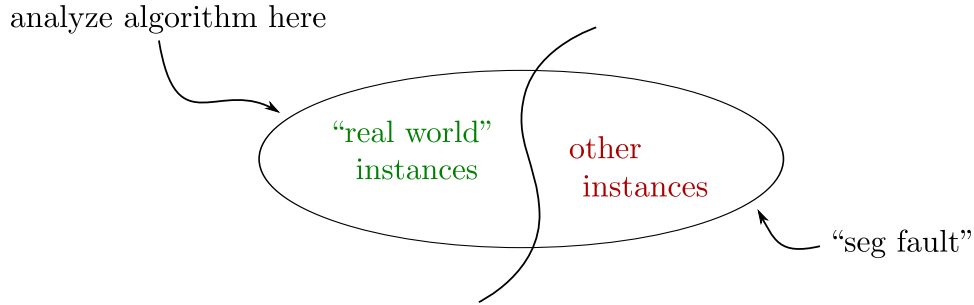 analyze algorithm here
“real world”
instances
other
instances
“seg fault”